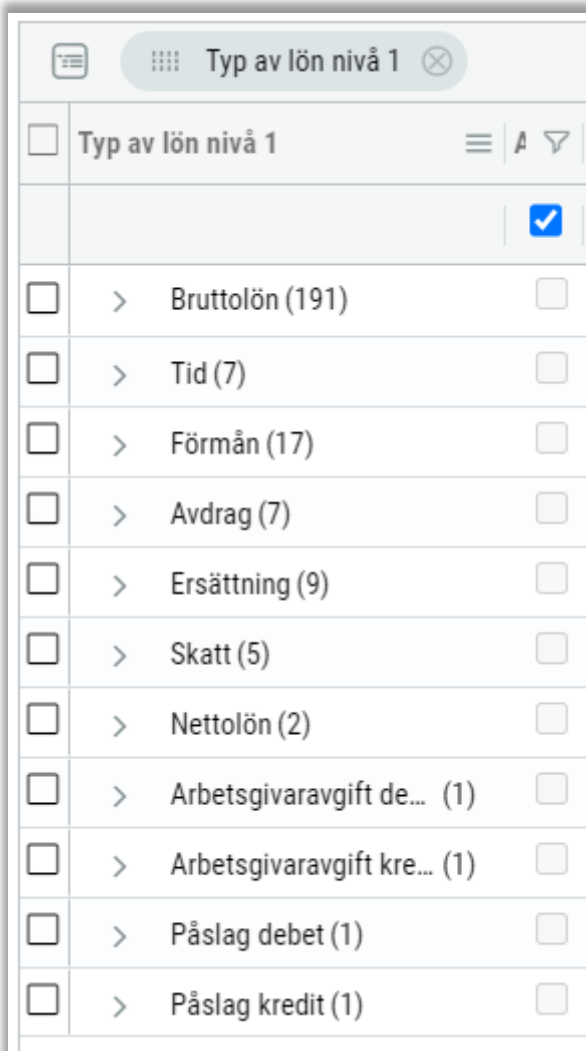 Typ av lön nivå 1
Typ av lön nivå 1
Bruttolön (191)
Tid (7)
Förmån (17)
Avdrag (7)
Ersättning (9)
Skatt (5)
Nettolön (2)
Arbetsgivaravgift de... (1)
Arbetsgivaravgift kre... (1)
Påslag debet (1)
Påslag kredit (1)